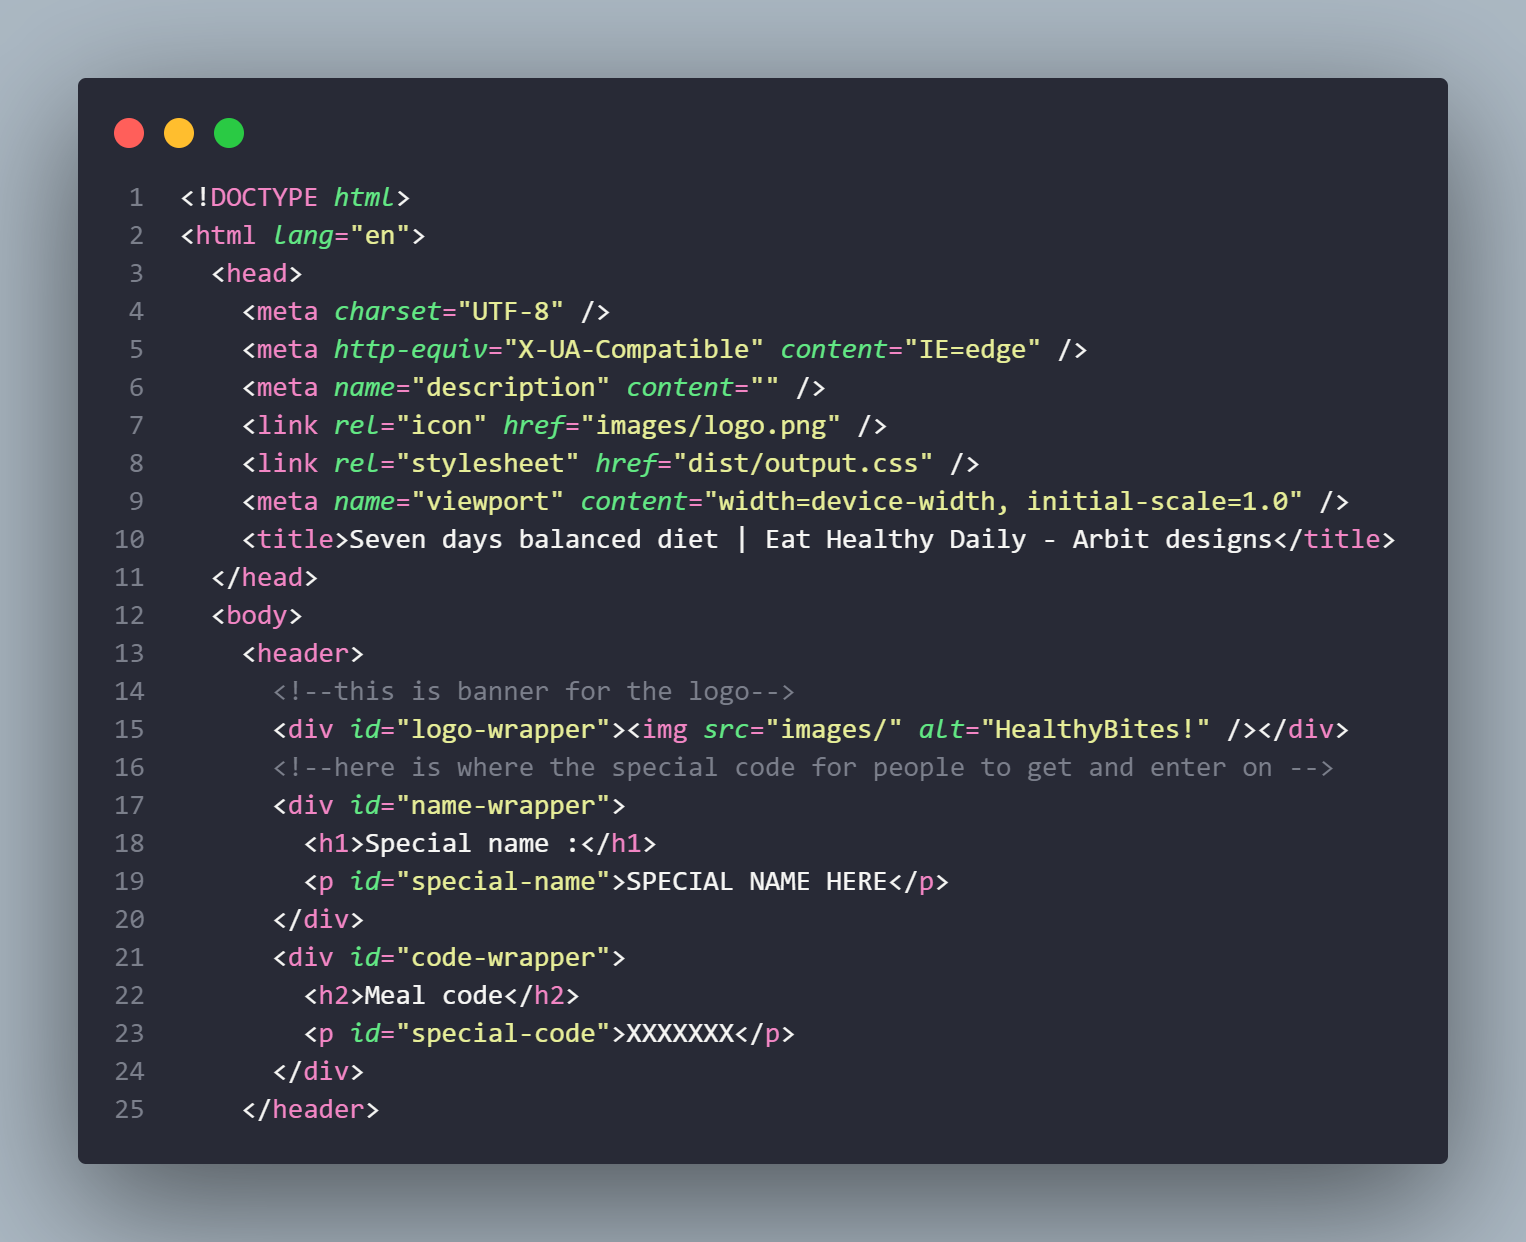 1 <!DOCTYPE html>
2 <html lang="en">
3 <head>
4 <meta charset="UTF-8" />
5 <meta http-equiv="X-UA-Compatible" content="IE=edge" />
6 <meta name="description" content="" />
7 <link rel="icon" href="images/logo.png" />
8 <link rel="stylesheet" href="dist/output.css" />
9 <meta name="viewport" content="width=device-width, initial-scale=1.0" />
10 <title>Seven days balanced diet | Eat Healthy Daily - Arbit designs</title>
11 </head>
12 <body>
13 <header>
14 <!--this is banner for the logo-->
15 <div id="logo-wrapper"><img src="images/" alt="HealthyBites!" /></div>
16 <!--here is where the special code for people to get and enter on -->
17 <div id="name-wrapper">
18 <h1>Special name :</h1>
19 <p id="special-name">SPECIAL NAME HERE</p>
20 </div>
21 <div id="code-wrapper">
22 <h2>Meal code</h2>
23 <p id="special-code">XXXXXXX</p>
24 </div>
25 </header>